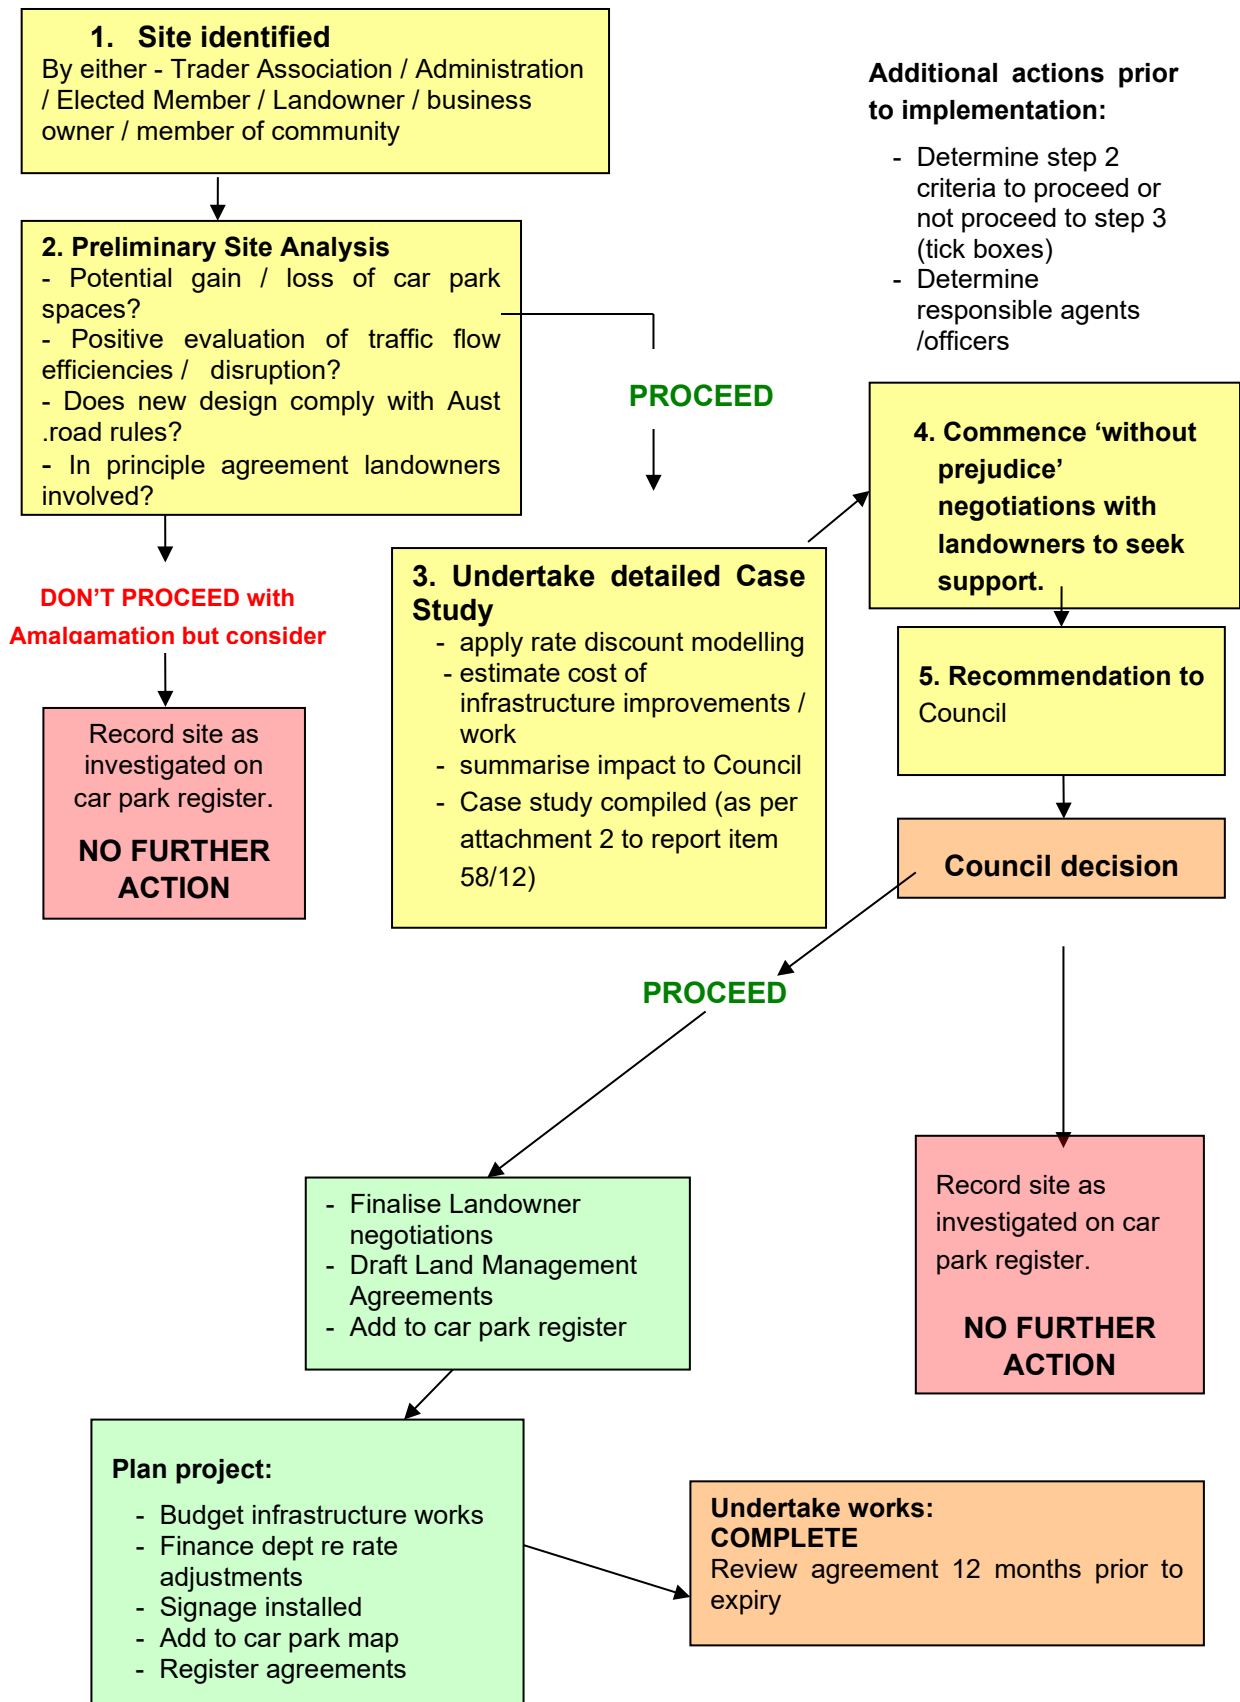 1. Site identified
By either - Trader Association / Administration
/ Elected Member / Landowner / business
owner / member of community
Additional actions prior
to implementation:
- Determine step 2
criteria to proceed or
not proceed to step 3
(tick boxes)
- Determine
responsible agents
/officers
2. Preliminary Site Analysis
- Potential gain / loss of car park
spaces?
- Positive evaluation of traffic flow
efficiencies / disruption?
- Does new design comply with Aust
.road rules?
- In principle agreement landowners
involved?
PROCEED
4. Commence ‘without
prejudice’
negotiations with
landowners to seek
support.
DON’T PROCEED with
Amalgamation but consider
3. Undertake detailed Case
Study
- apply rate discount modelling
- estimate cost of
infrastructure improvements /
work
- summarise impact to Council
- Case study compiled (as per
attachment 2 to report item
58/12)
5. Recommendation to
Council
Record site as
investigated on
car park register.
NO FURTHER
ACTION
Council decision
PROCEED
- Finalise Landowner
negotiations
- Draft Land Management
Agreements
- Add to car park register
Record site as
investigated on car
park register.
NO FURTHER
ACTION
Plan project:
- Budget infrastructure works
- Finance dept re rate
adjustments
- Signage installed
- Add to car park map
- Register agreements
Undertake works:
COMPLETE
Review agreement 12 months prior to
expiry